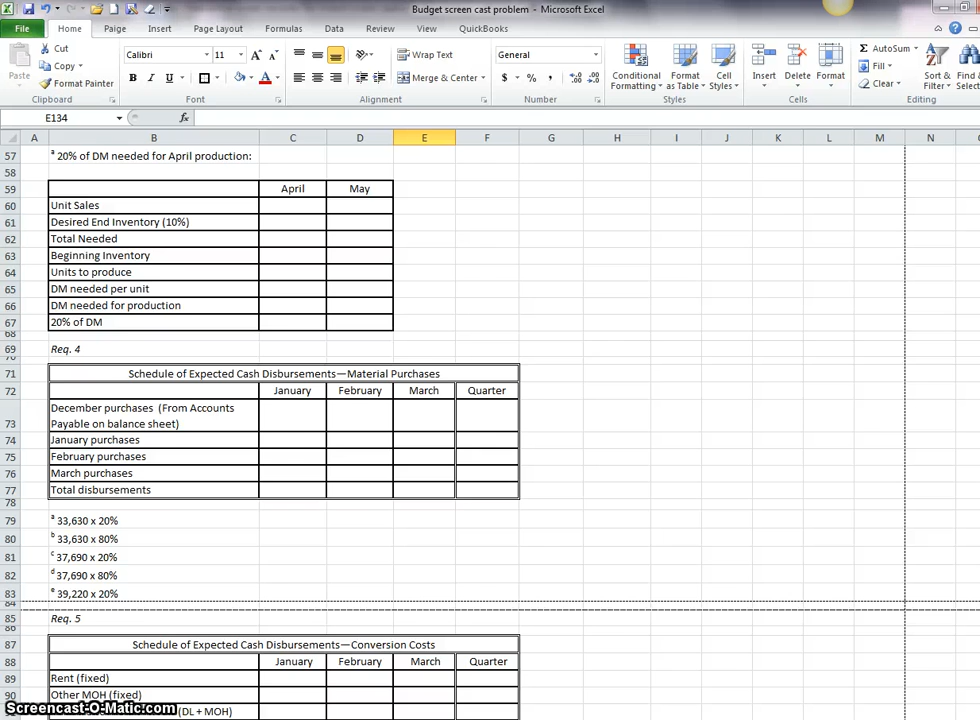 Budget screen cast problem - Microsoft Excel
File Home Page Insert Page Layout Formulas Data Review View QuickBooks
Cut Calibri 11 Wrap Text General AutoSum
Copy Fill
Paste Format Painter Merge & Center Conditional Formatting Format as Table Cell Styles Insert Delete Format Clear Sort & Filter Find & Select
Clipboard Font Alignment Number Styles Cells Editing
E134 fx
A B C D E F G H I J K L M N
57 a 20% of DM needed for April production:
58
59 April May
60 Unit Sales
61 Desired End Inventory (10%)
62 Total Needed
63 Beginning Inventory
64 Units to produce
65 DM needed per unit
66 DM needed for production
67 20% of DM
68
69 Req. 4
70
71 Schedule of Expected Cash Disbursements—Material Purchases
72 January February March Quarter
December purchases (From Accounts
73 Payable on balance sheet)
74 January purchases
75 February purchases
76 March purchases
77 Total disbursements
78
79 a 33,630 x 20%
80 b 33,630 x 80%
81 c 37,690 x 20%
82 d 37,690 x 80%
83 e 39,220 x 20%
84
85 Req. 5
86
87 Schedule of Expected Cash Disbursements—Conversion Costs
88 January February March Quarter
89 Rent (fixed)
90 Other MOH (fixed)
Screencast-O-Matic.com (DL + MOH)